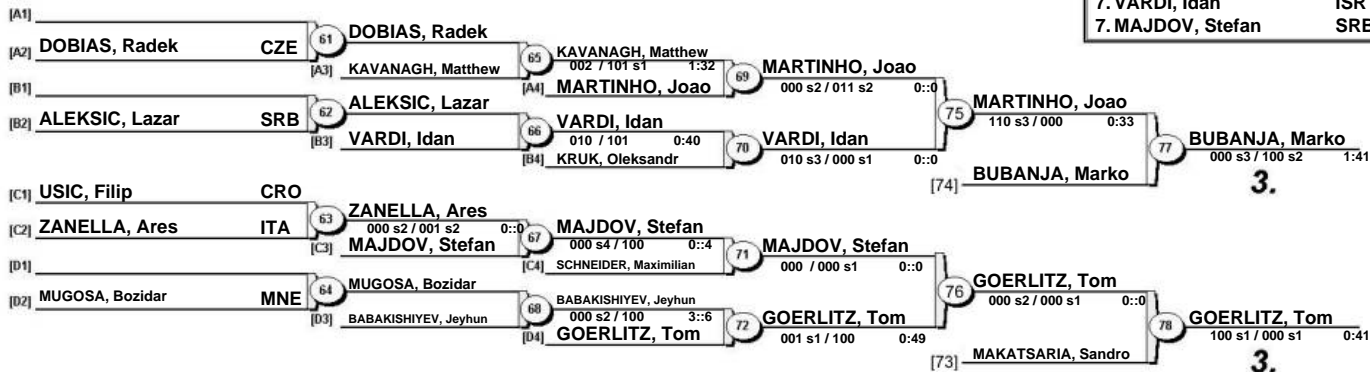 7. VARDI, Idan ISR
7. MAJDOV, Stefan SRB
[A1]
[A2] DOBIAS, Radek CZE
61
DOBIAS, Radek
[A3] KAVANAGH, Matthew
65
KAVANAGH, Matthew
002 / 101 s1 1:32
[A4] MARTINHO, Joao
69
MARTINHO, Joao
000 s2 / 011 s2 0::0
[B1]
[B2] ALEKSIC, Lazar SRB
62
ALEKSIC, Lazar
[B3] VARDI, Idan
66
VARDI, Idan
010 / 101 0:40
[B4] KRUK, Oleksandr
70
VARDI, Idan
010 s3 / 000 s1 0::0
75
MARTINHO, Joao
110 s3 / 000 0:33
[74] BUBANJA, Marko
77
BUBANJA, Marko
000 s3 / 100 s2 1:41
3.
[C1] USIC, Filip CRO
[C2] ZANELLA, Ares ITA
63
ZANELLA, Ares
000 s2 / 001 s2 0::0
[C3] MAJDOV, Stefan
67
MAJDOV, Stefan
000 s4 / 100 0::4
[C4] SCHNEIDER, Maximilian
71
MAJDOV, Stefan
000 / 000 s1 0::0
[D1]
[D2] MUGOSA, Bozidar MNE
64
MUGOSA, Bozidar
[D3] BABAKISHIYEV, Jeyhun
68
BABAKISHIYEV, Jeyhun
000 s2 / 100 3::6
[D4] GOERLITZ, Tom
72
GOERLITZ, Tom
001 s1 / 100 0:49
76
GOERLITZ, Tom
000 s2 / 000 s1 0::0
[73] MAKATSARIA, Sandro
78
GOERLITZ, Tom
100 s1 / 000 s1 0:41
3.